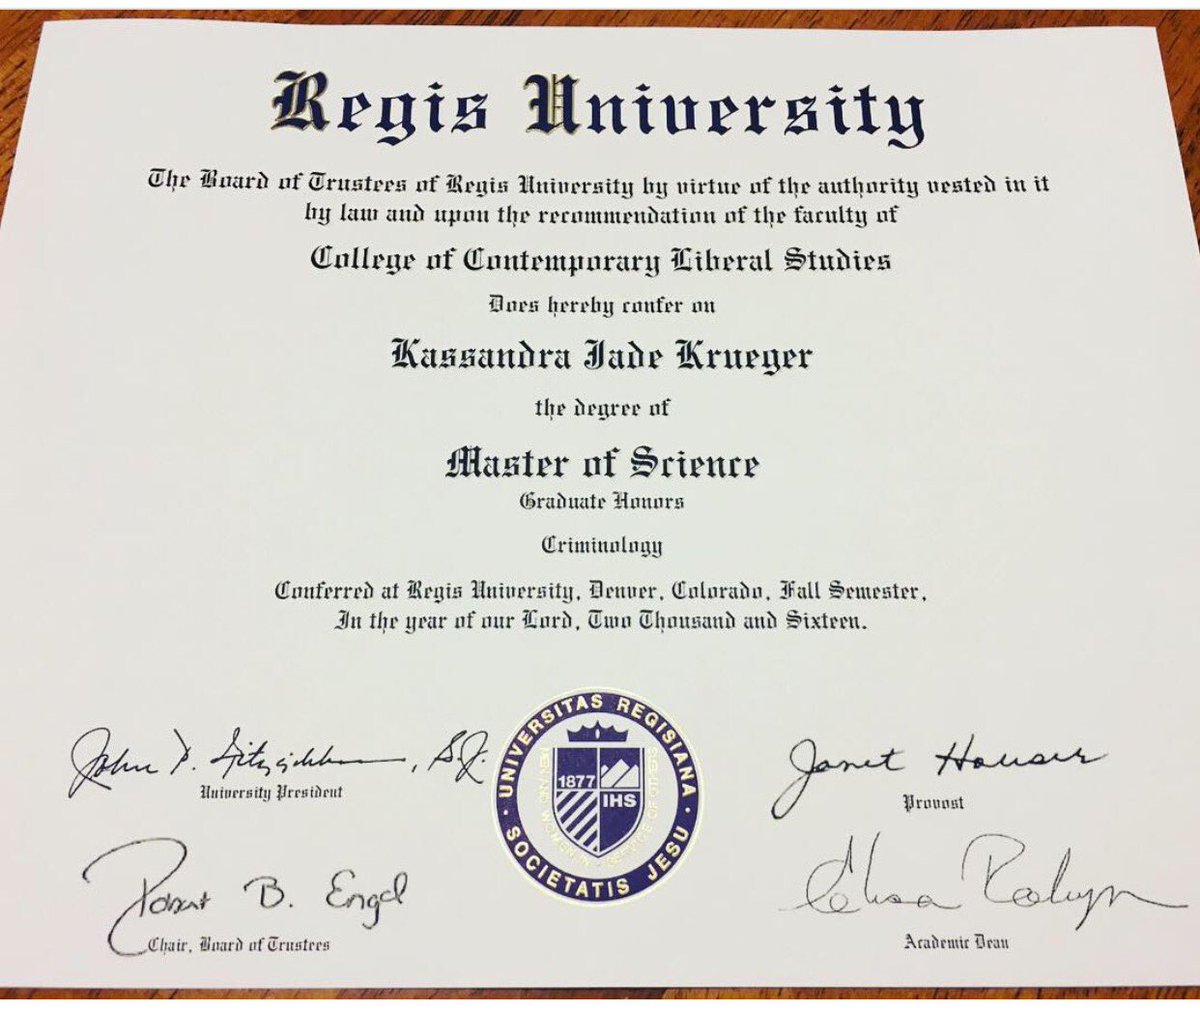 Regis University
The Board of Trustees of Regis University by virtue of the authority vested in it
by law and upon the recommendation of the faculty of
College of Contemporary Liberal Studies
Does hereby confer on
Kassandra Jade Krueger
the degree of
Master of Science
Graduate Honors
Criminology
Conferred at Regis University, Denver, Colorado, Fall Semester,
In the year of our Lord, Two Thousand and Sixteen.
John P. , S.J.
University President
Janet Houser
Provost
UNIVERSITAS REGISIANA
SOCIETATIS JESU
1877
IHS
Robert B. Engel
Chair, Board of Trustees
Elisa
Academic Dean